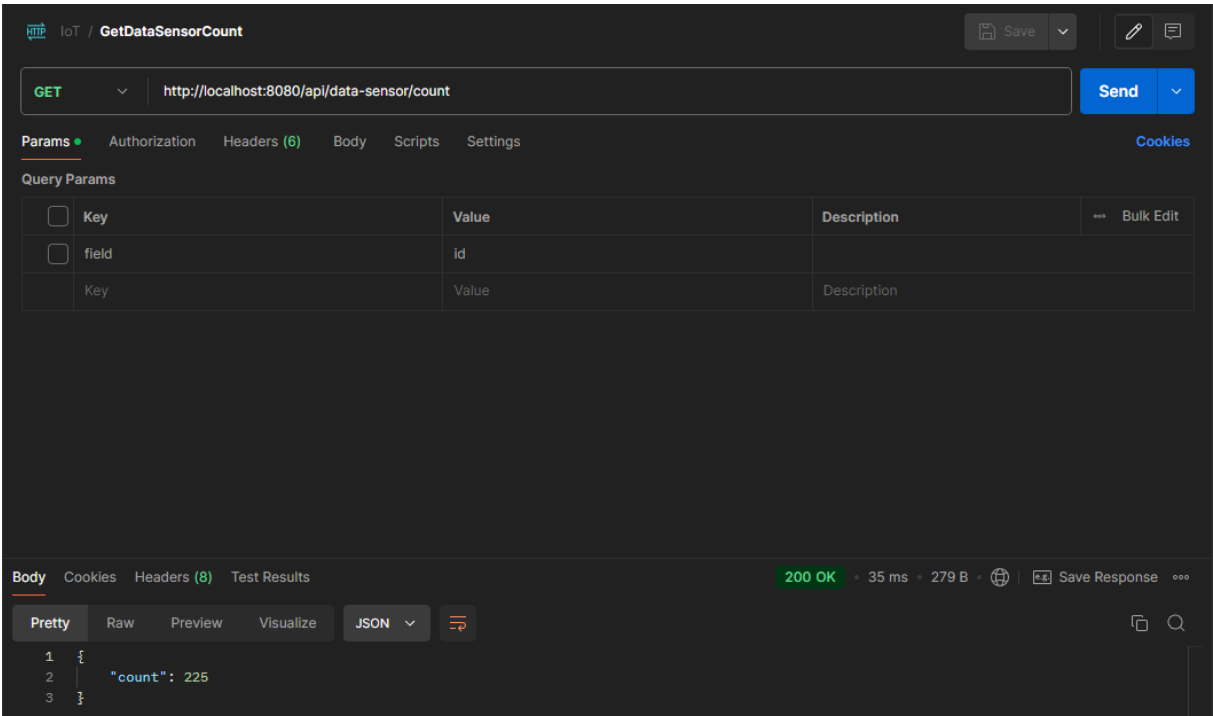 HTTP IoT / GetDataSensorCount Save
GET http://localhost:8080/api/data-sensor/count Send
Params Authorization Headers (6) Body Scripts Settings Cookies
Query Params
Key Value Description Bulk Edit
field id
Key Value Description
Body Cookies Headers (8) Test Results 200 OK 35 ms 279 B e.g. Save Response
Pretty Raw Preview Visualize JSON
1 {
2 "count": 225
3 }